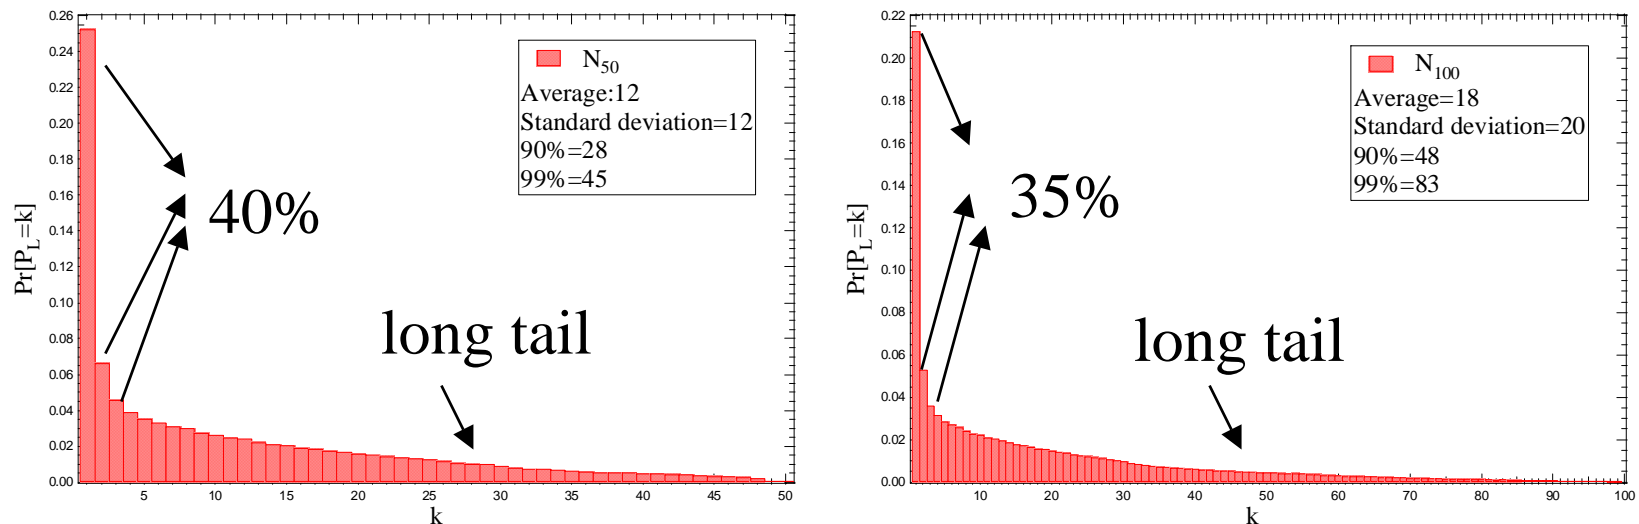 0.26
0.24
0.22
0.20
0.18
0.16
0.14
0.12
0.10
0.08
0.06
0.04
0.02
0.00
Pr[P_L=k]
N_50
Average:12
Standard deviation=12
90%=28
99%=45
40%
long tail
5 10 15 20 25 30 35 40 45 50
k
0.22
0.20
0.18
0.16
0.14
0.12
0.10
0.08
0.06
0.04
0.02
0.00
Pr[P_L=k]
N_100
Average=18
Standard deviation=20
90%=48
99%=83
35%
long tail
10 20 30 40 50 60 70 80 90 100
k